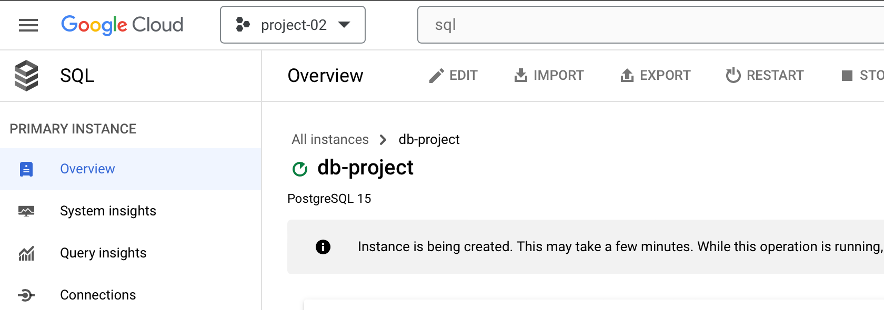 Google Cloud project-02 sql
SQL Overview EDIT IMPORT EXPORT RESTART
PRIMARY INSTANCE
All instances db-project
Overview
db-project
PostgreSQL 15
System insights
Instance is being created. This may take a few minutes. While this operation is running,
Query insights
Connections